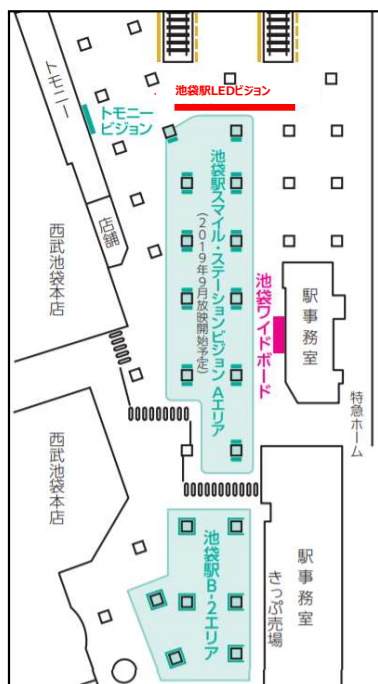 池袋駅LEDビジョン
トモニー
トモニー
ビジョン
店舗
西武池袋本店
池袋駅スマイル・ステーションビジョン Aエリア
(2019年9月放映開始予定)
池袋ワイドボード
駅事務室
特急ホーム
西武池袋本店
池袋駅B-2エリア
駅事務室
きっぷ売場